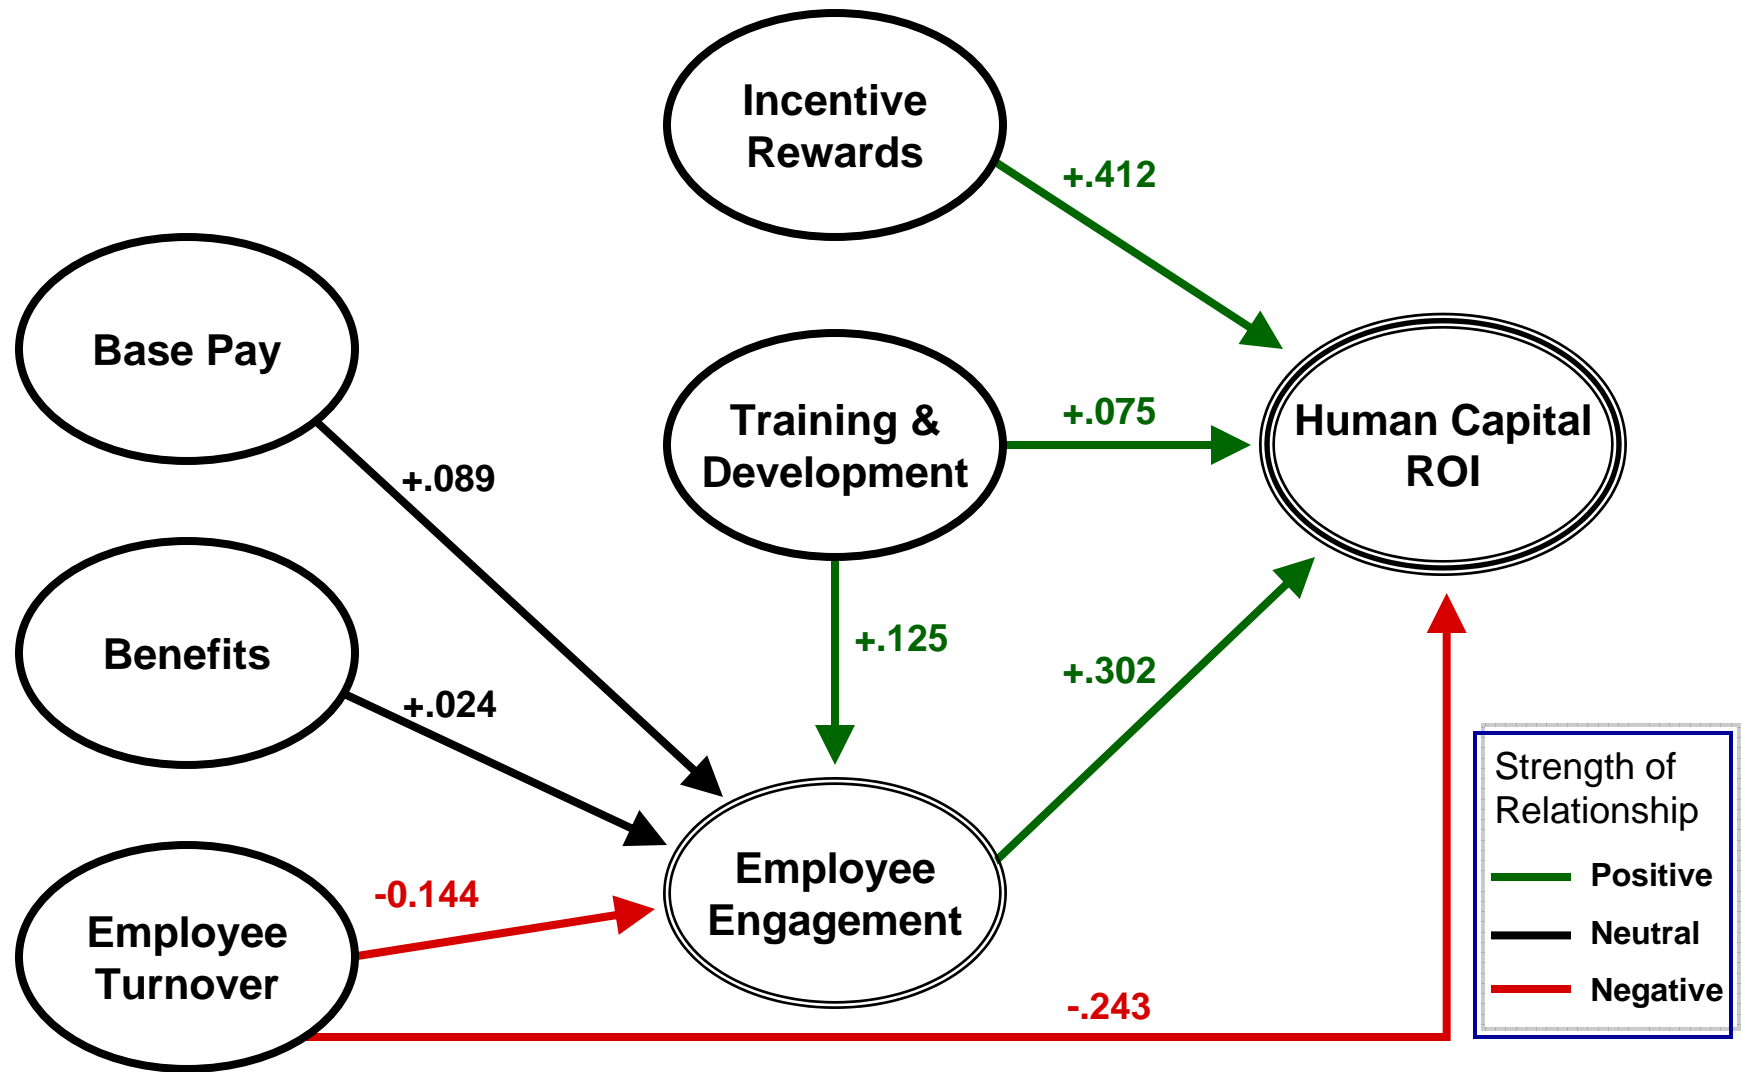 Incentive
Rewards
+.412
Base Pay
+.089
Training &
Development
+.075
Human Capital
ROI
Benefits
+.024
+.125
+.302
Employee
Turnover
-0.144
Employee
Engagement
-.243
Strength of
Relationship
Positive
Neutral
Negative